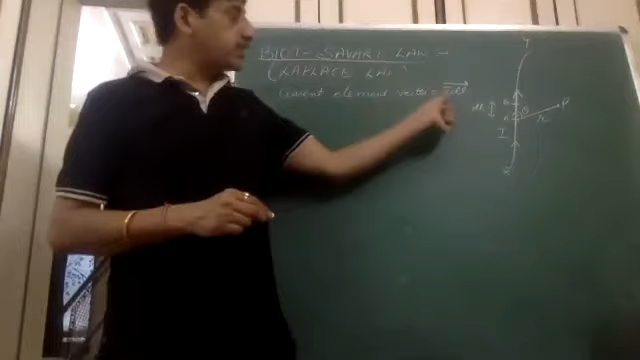 BIOT-SAVART LAW :-
(LAPLACE LAW)
Current element vector = Idl
dl
θ
P
r
I
Y
X